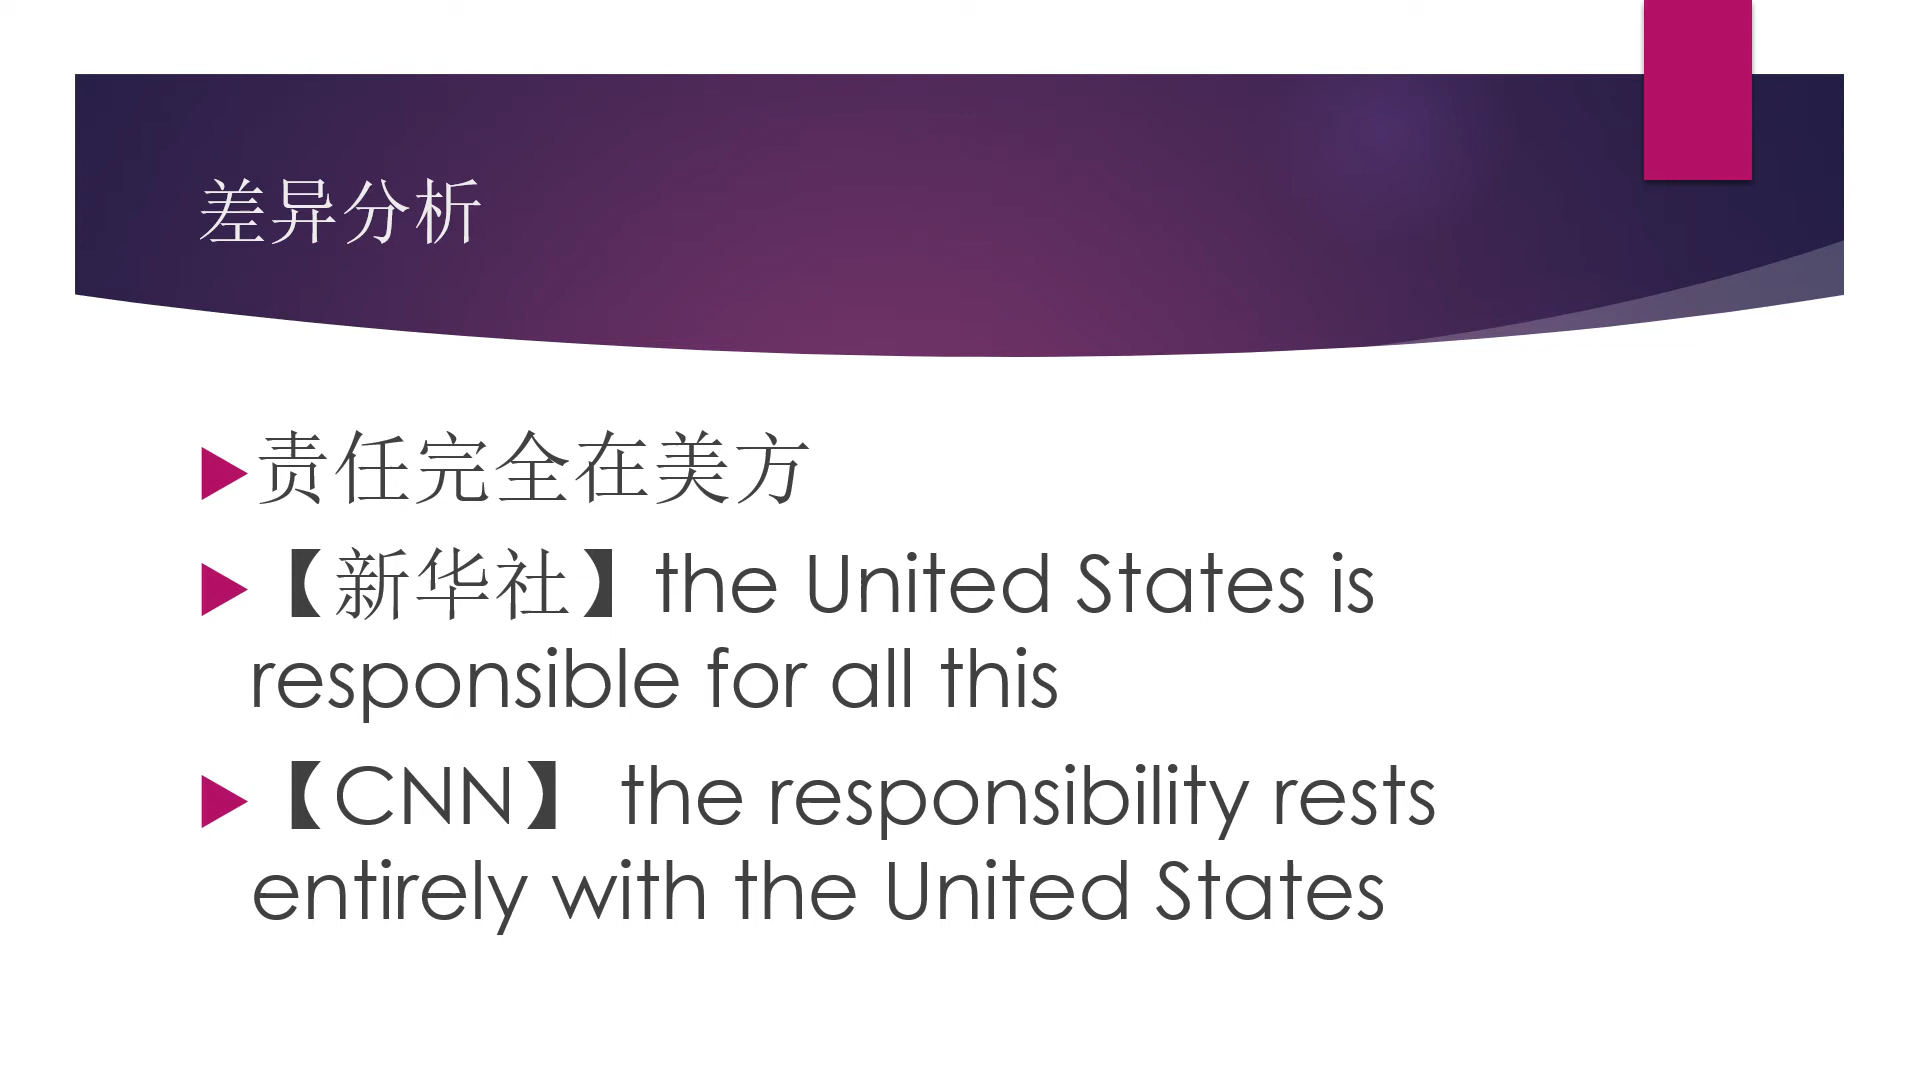 差异分析
责任完全在美方
【新华社】the United States is
responsible for all this
【CNN】 the responsibility rests
entirely with the United States